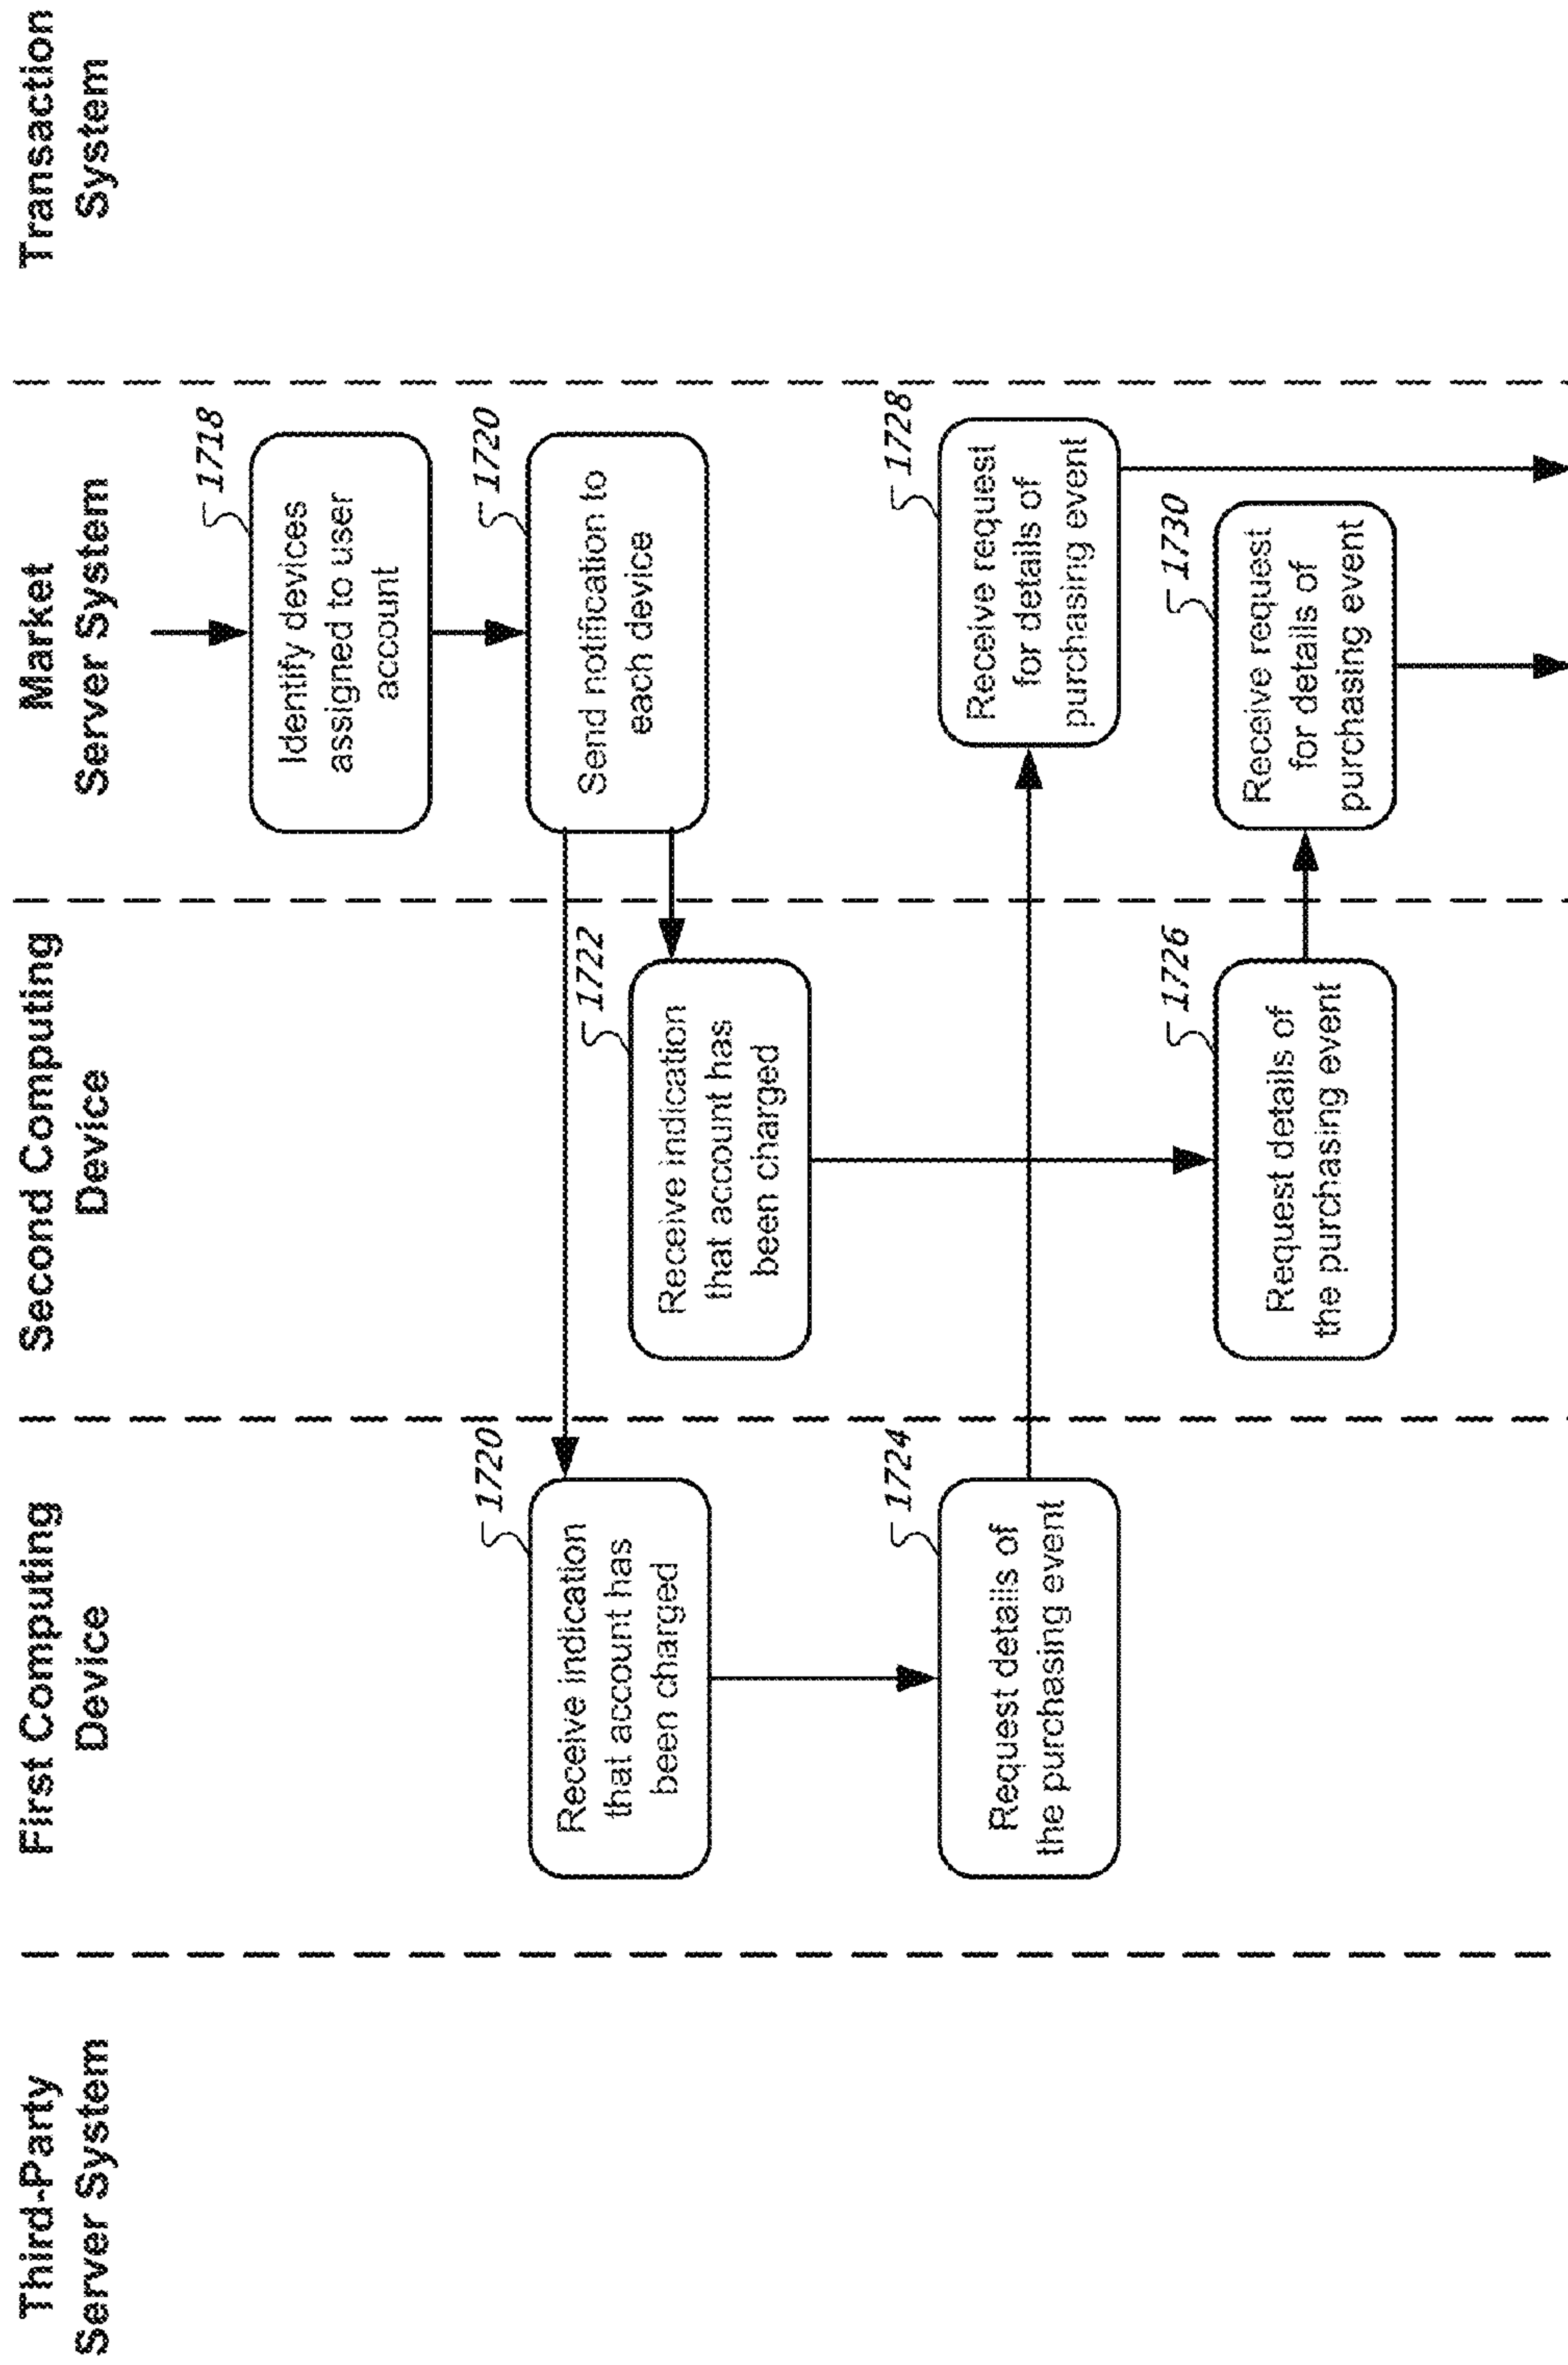 Third-Party
Server System
First Computing
Device
Second Computing
Device
Market
Server System
Transaction
System
1718
Identify devices
assigned to user
account
1720
Send notification to
each device
1720
Receive indication
that account has
been charged
1722
Receive indication
that account has
been charged
1724
Request details of
the purchasing event
1728
Receive request
for details of
purchasing event
1726
Request details of
the purchasing event
1730
Receive request
for details of
purchasing event